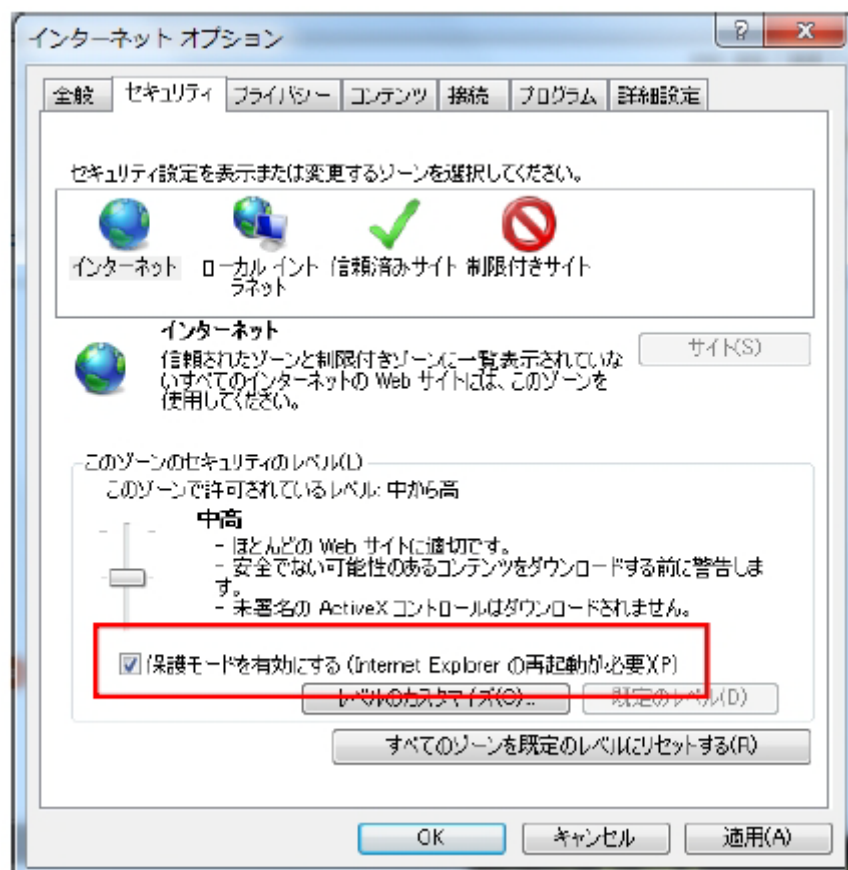 インターネット オプション
全般 セキュリティ プライバシー コンテンツ 接続 プログラム 詳細設定
セキュリティ設定を表示または変更するゾーンを選択してください。
インターネット
ローカル イント
ラネット
信頼済みサイト
制限付きサイト
インターネット
信頼されたゾーンと制限付きゾーンに一覧表示されていな
いすべてのインターネットの Web サイトには、このゾーンを
使用してください。
サイト(S)
このゾーンのセキュリティのレベル(L)
このゾーンで許可されているレベル: 中から高
中高
- ほとんどの Web サイトに適切です。
- 安全でない可能性のあるコンテンツをダウンロードする前に警告しま
す。
- 未署名の ActiveX コントロールはダウンロードされません。
保護モードを有効にする (Internet Explorer の再起動が必要)(P)
レベルのカスタマイズ(C)...
既定のレベル(D)
すべてのゾーンを既定のレベルにリセットする(R)
OK キャンセル 適用(A)